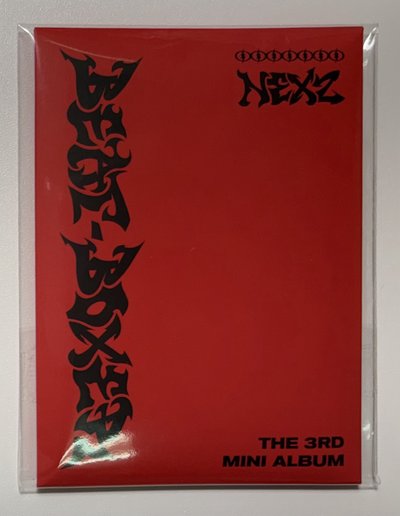 NEXZ
BEAT-BOXER
THE 3RD
MINI ALBUM